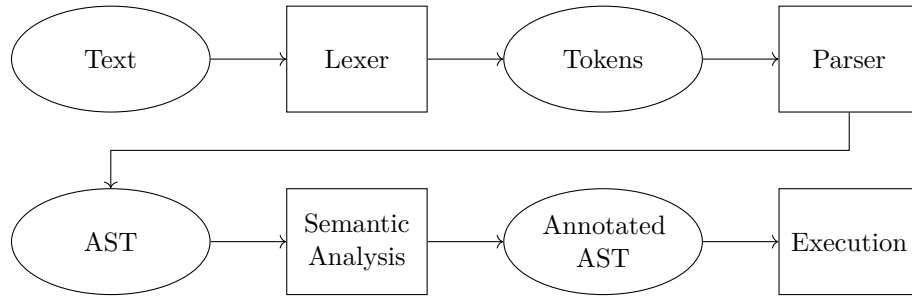 Text
Lexer
Tokens
Parser
AST
Semantic
Analysis
Annotated
AST
Execution